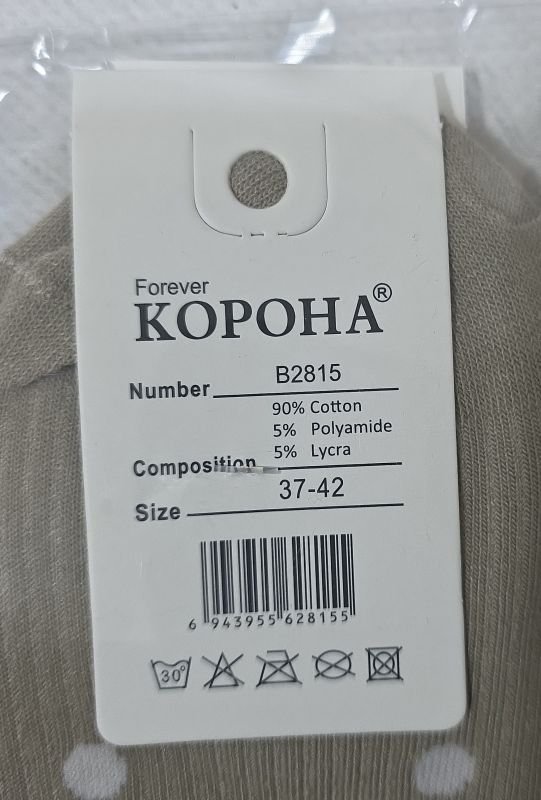 Forever
КОРОНА®
Number B2815
90% Cotton
5% Polyamide
5% Lycra
Composition
37-42
Size
6 943955 628155
30°